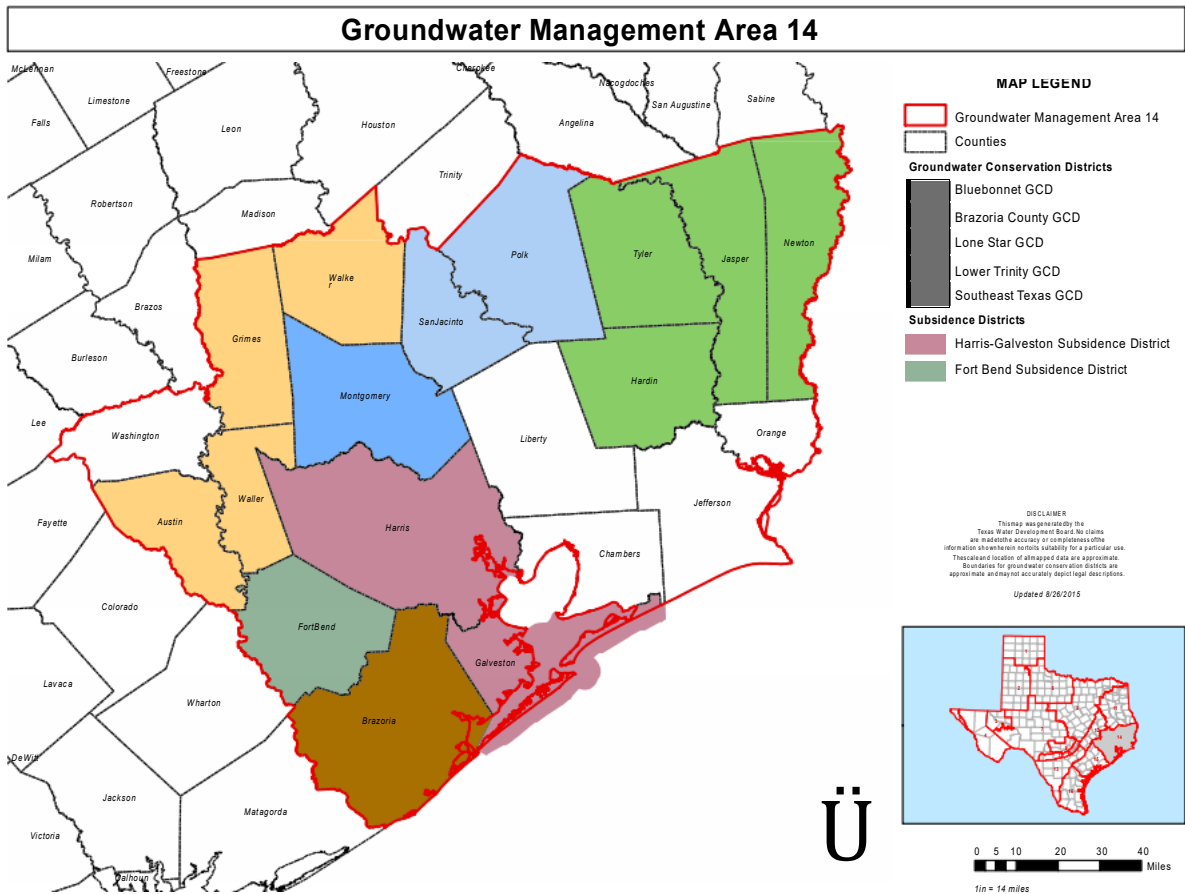 Groundwater Management Area 14
McLennan
Freestone
Cherokee
Nacogdoches
Sabine
San Augustine
Limestone
Falls
Leon
Houston
Angelina
Trinity
Robertson
Madison
Milam
Brazos
Burleson
Lee
Washington
Fayette
Grimes
Walke
r
SanJacinto
Polk
Tyler
Jasper
Newton
Montgomery
Hardin
Liberty
Orange
Jefferson
Waller
Austin
Harris
Chambers
Colorado
FortBend
Galveston
Lavaca
Wharton
Brazoria
DeWitt
Jackson
Matagorda
Victoria
Calhoun
MAP LEGEND
Groundwater Management Area 14
Counties
Groundwater Conservation Districts
Bluebonnet GCD
Brazoria County GCD
Lone Star GCD
Lower Trinity GCD
Southeast Texas GCD
Subsidence Districts
Harris-Galveston Subsidence District
Fort Bend Subsidence District
DISCLAIMER
Thismap wasgeneratedby the
Texas Water Development Board. No claims
are madetothe accuracy or completenessofthe
information shownherein norto its suitability for a particular use.
Thescaleand location of allmapped data are approximate.
Boundaries for groundwater conservation districts are
approximate andmaynot accurately depict legal descriptions.
Updated 8/26/2015
Ü
0 5 10 20 30 40
Miles
1in = 14 miles